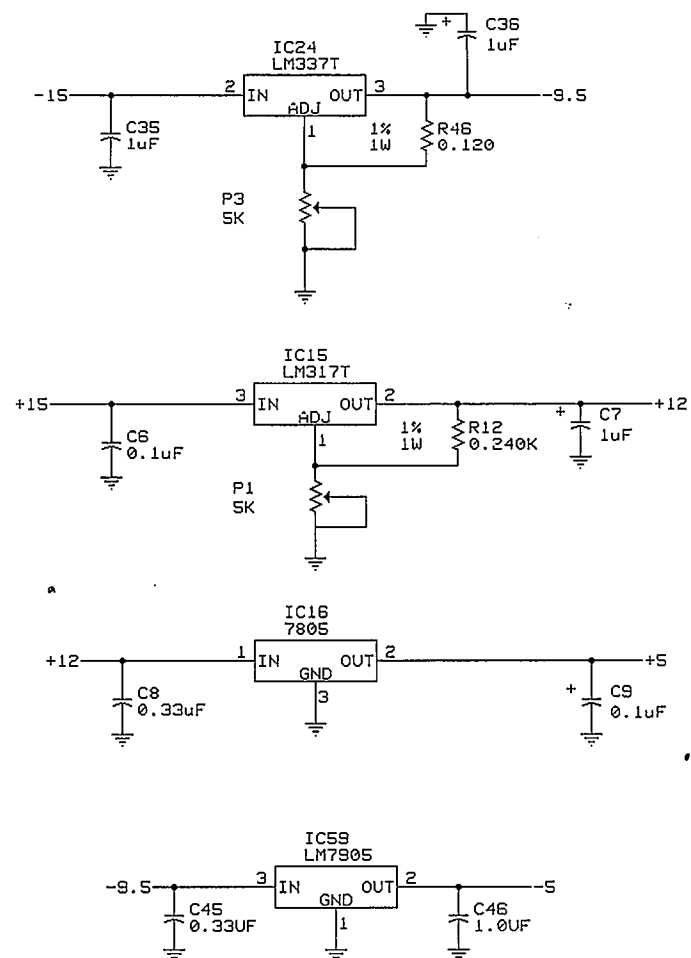 C36
+
1uF
IC24
LM337T
-15
2
IN
OUT
3
-9.5
ADJ
C35
1uF
1
1%
1W
R46
0.120
P3
5K
IC15
LM317T
+15
3
IN
OUT
2
+12
ADJ
C6
0.1uF
1
1%
1W
R12
0.240K
+
C7
1uF
P1
5K
IC16
7805
+12
1
IN
OUT
2
+5
GND
C8
0.33uF
3
+
C9
0.1uF
IC59
LM7905
-9.5
3
IN
OUT
2
-5
GND
C45
0.33UF
1
C46
1.0UF